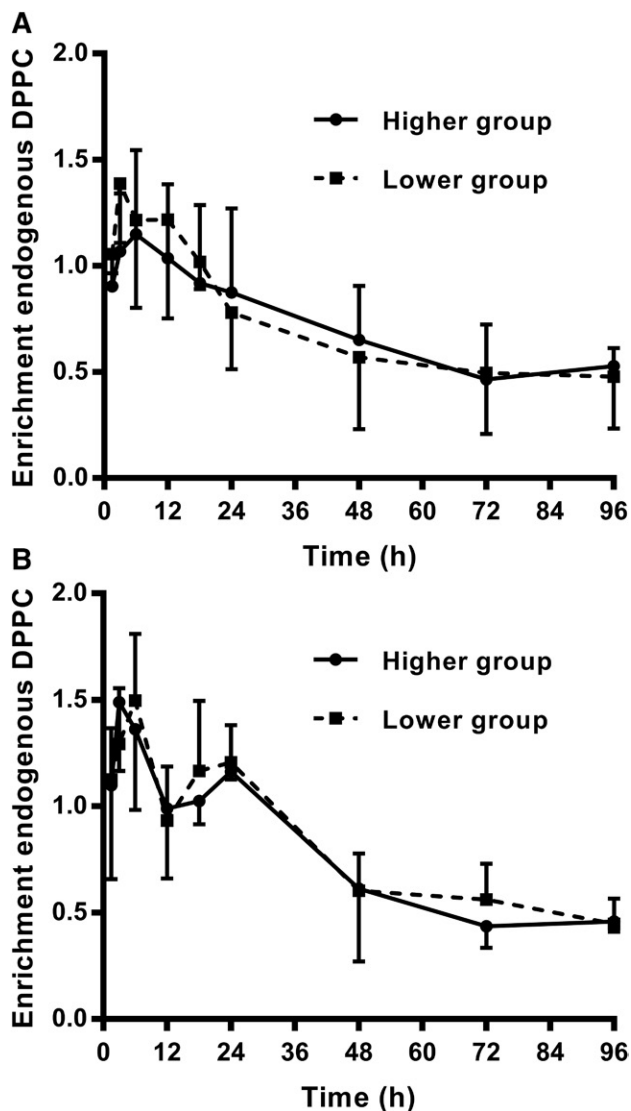 A
Enrichment endogenous DPPC
2.0
1.5
1.0
0.5
0.0
Higher group
Lower group
0 12 24 36 48 60 72 84 96
Time (h)
B
Enrichment endogenous DPPC
2.0
1.5
1.0
0.5
0.0
Higher group
Lower group
0 12 24 36 48 60 72 84 96
Time (h)